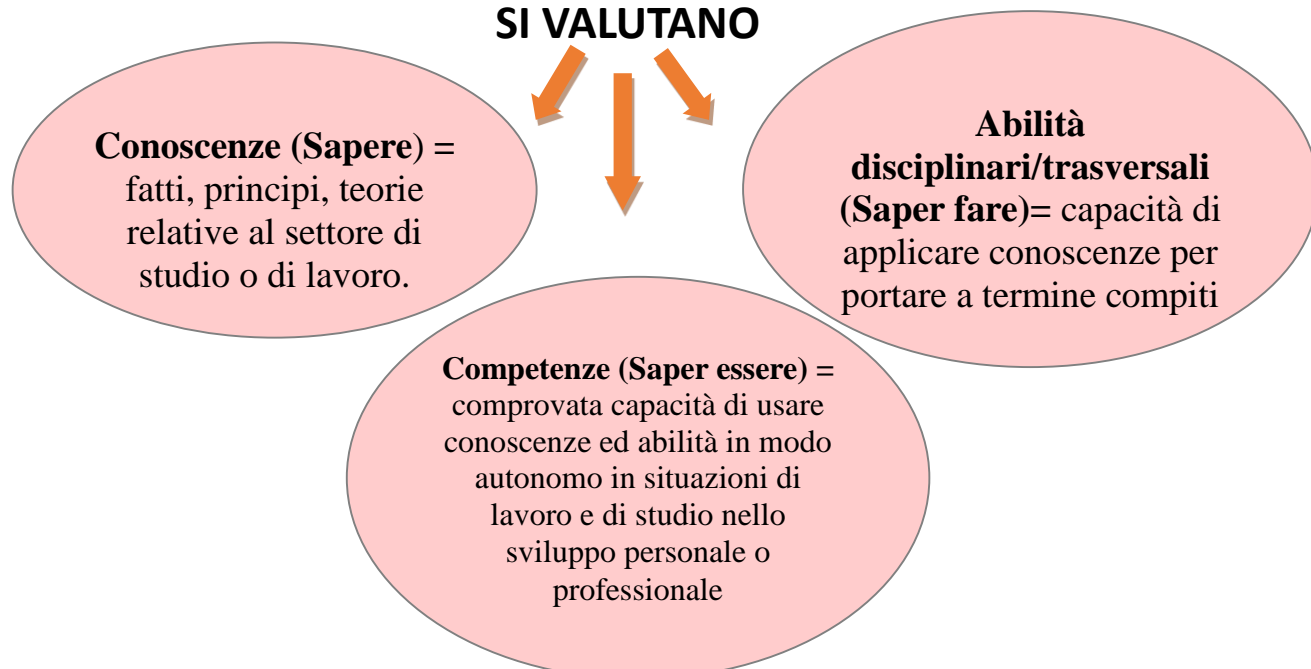 SI VALUTANO
Conoscenze (Sapere) =
fatti, principi, teorie
relative al settore di
studio o di lavoro.
Abilità
disciplinari/trasversali
(Saper fare)= capacità di
applicare conoscenze per
portare a termine compiti
Competenze (Saper essere) =
comprovata capacità di usare
conoscenze ed abilità in modo
autonomo in situazioni di
lavoro e di studio nello
sviluppo personale o
professionale